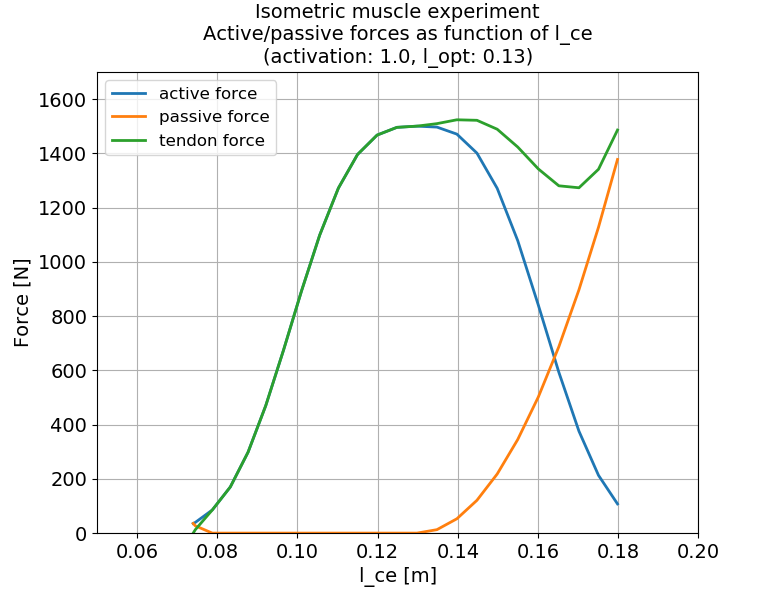 Isometric muscle experiment
Active/passive forces as function of l_ce
(activation: 1.0, l_opt: 0.13)
active force
passive force
tendon force
1600
1400
1200
1000
800
600
400
200
0
Force [N]
0.06 0.08 0.10 0.12 0.14 0.16 0.18 0.20
l_ce [m]